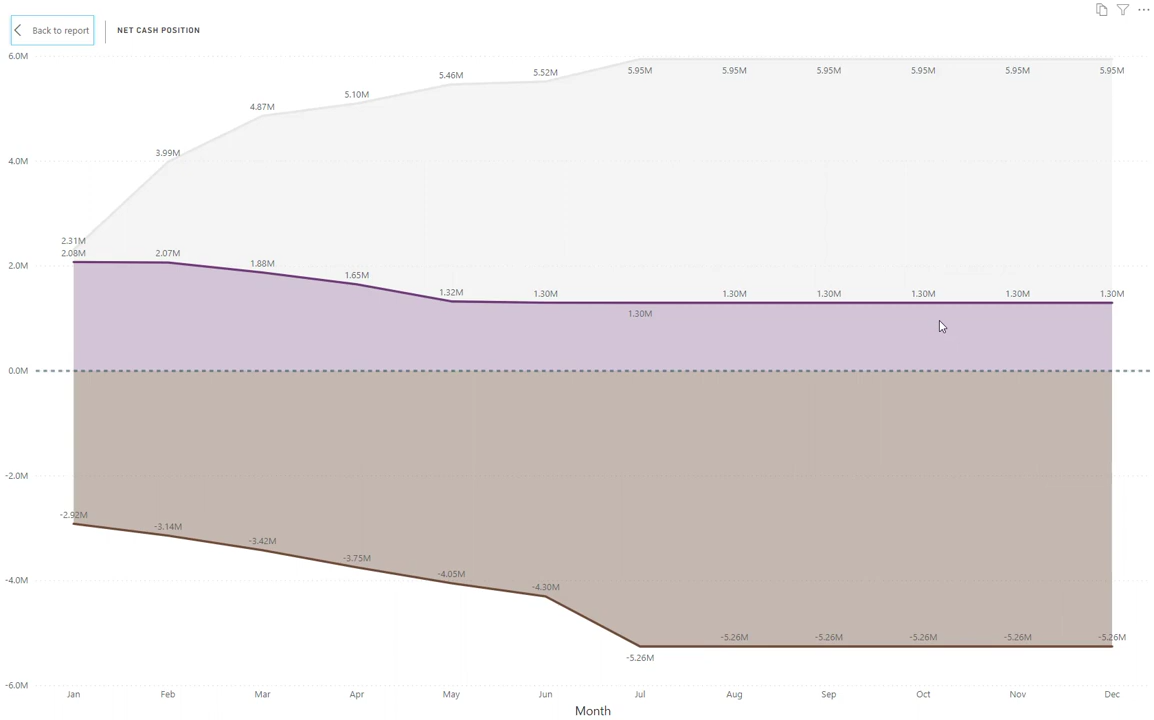 Back to report
NET CASH POSITION
6.0M
5.95M 5.95M 5.95M 5.95M 5.95M 5.95M
5.52M
5.46M
5.10M
4.87M
4.0M
3.99M
2.31M
2.08M 2.07M
2.0M
1.88M
1.65M
1.32M 1.30M 1.30M 1.30M 1.30M 1.30M 1.30M
1.30M
0.0M
-2.0M
-2.92M
-3.14M
-3.42M
-3.75M
-4.05M
-4.0M
-4.30M
-5.26M -5.26M -5.26M -5.26M -5.26M
-5.26M
-6.0M
Jan Feb Mar Apr May Jun Jul Aug Sep Oct Nov Dec
Month